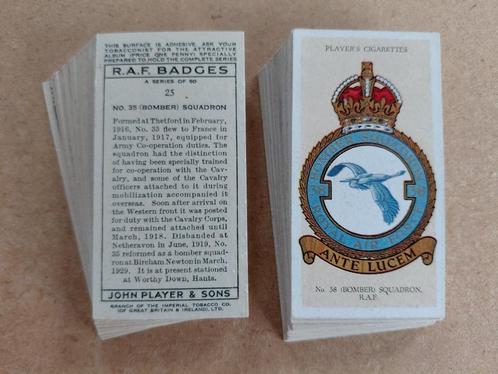 THIS SURFACE IS ADHESIVE. ASK YOUR
TOBACCONIST FOR THE ATTRACTIVE
ALBUM (PRICE ONE PENNY) SPECIALLY
PREPARED TO HOLD THE COMPLETE SERIES
R.A.F. BADGES
A SERIES OF 50
25
NO. 35 (BOMBER) SQUADRON
Formed at Thetford in February,
1916, No. 35 flew to France in
January, 1917, equipped for
Army Co-operation duties. The
squadron had the distinction
of having been specially trained
for co-operation with the Cav-
alry, and some of the Cavalry
officers attached to it during
mobilization accompanied it
overseas. Soon after arrival on
the Western front it was posted
for duty with the Cavalry Corps,
and remained attached until
March, 1918. Disbanded at
Netheravon in June, 1919, No.
35 reformed as a bomber squad-
ron at Bircham Newton in March,
1929. It is at present stationed
at Worthy Down, Hants.
JOHN PLAYER & SONS
BRANCH OF THE IMPERIAL TOBACCO CO.
(OF GREAT BRITAIN & IRELAND), LTD.
PLAYER'S CIGARETTES
ROYAL AIR FORCE
ANTE LUCEM
No. 38 (BOMBER) SQUADRON,
R.A.F.